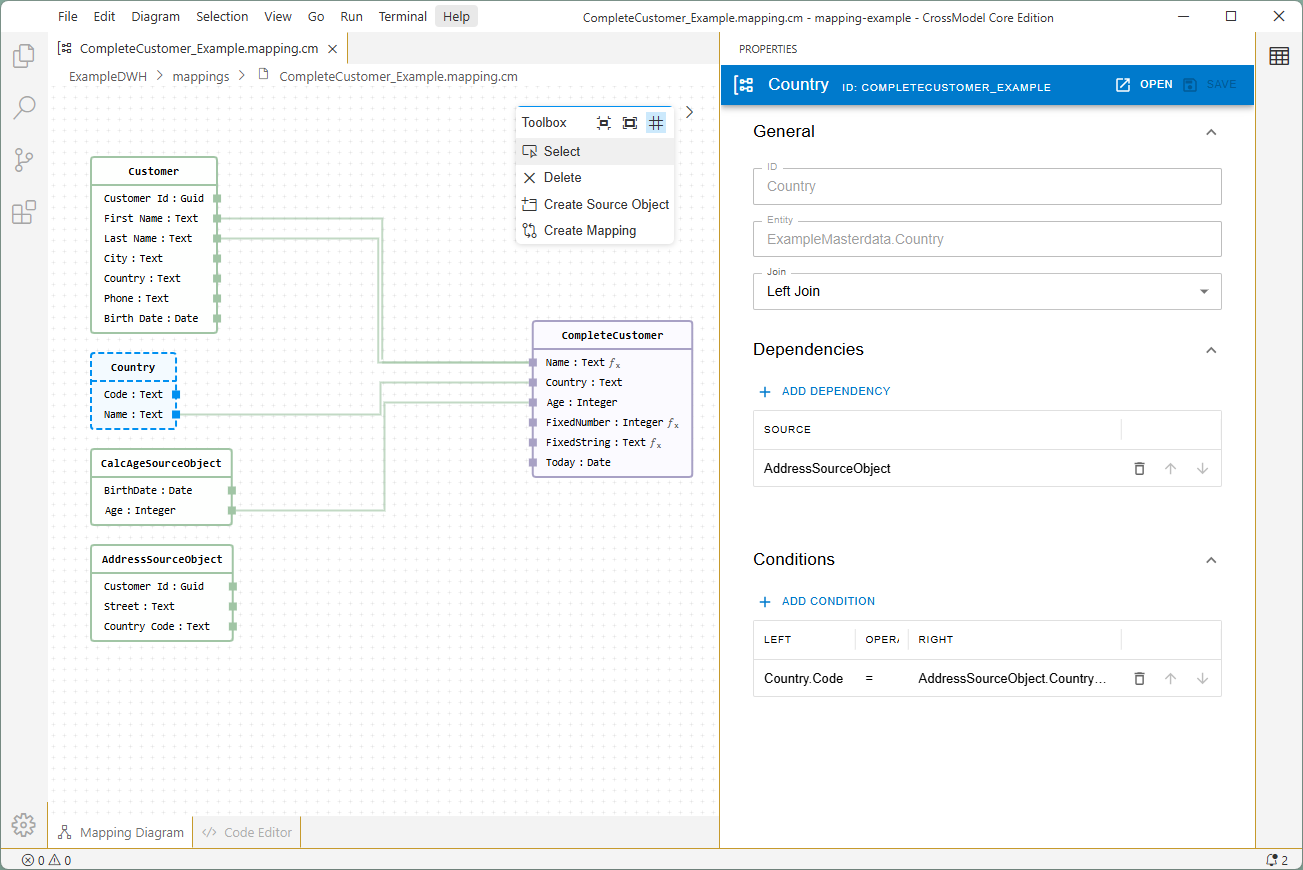 File Edit Diagram Selection View Go Run Terminal Help CompleteCustomer_Example.mapping.cm - mapping-example - CrossModel Core Edition
CompleteCustomer_Example.mapping.cm
ExampleDWH > mappings > CompleteCustomer_Example.mapping.cm
Toolbox
Select
Delete
Create Source Object
Create Mapping
Customer
Customer Id : Guid
First Name : Text
Last Name : Text
City : Text
Country : Text
Phone : Text
Birth Date : Date
Country
Code : Text
Name : Text
CalcAgeSourceObject
BirthDate : Date
Age : Integer
AddressSourceObject
Customer Id : Guid
Street : Text
Country Code : Text
CompleteCustomer
Name : Text fx
Country : Text
Age : Integer
FixedNumber : Integer fx
FixedString : Text fx
Today : Date
Mapping Diagram
Code Editor
PROPERTIES
Country ID: COMPLETECUSTOMER_EXAMPLE OPEN SAVE
General
ID
Country
Entity
ExampleMasterdata.Country
Join
Left Join
Dependencies
ADD DEPENDENCY
SOURCE
AddressSourceObject
Conditions
ADD CONDITION
LEFT OPER RIGHT
Country.Code = AddressSourceObject.Country...
0 0
2